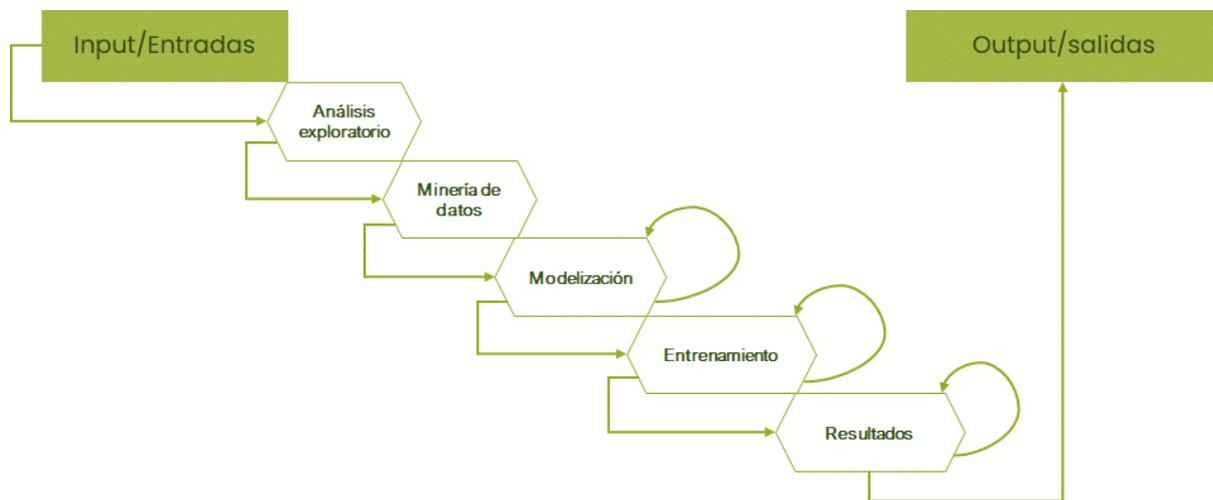 Input/Entradas
Output/salidas
Análisis
exploratorio
Minería de
datos
Modelización
Entrenamiento
Resultados